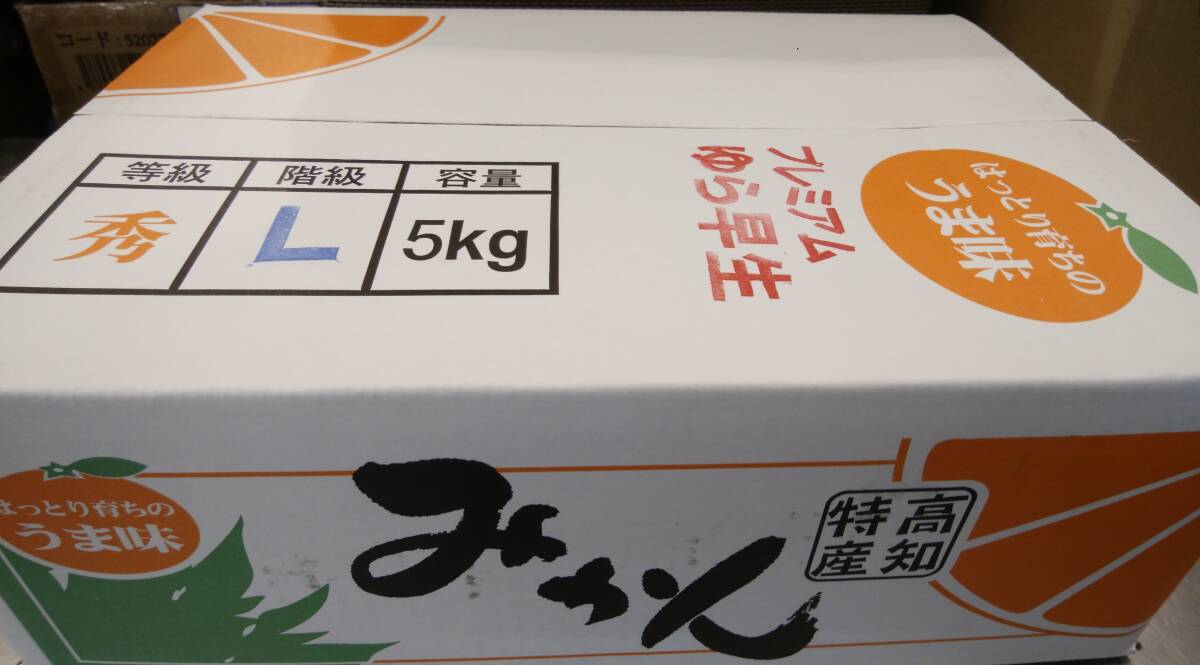 コード:5202
等級 階級 容量
秀 L 5kg
プレミアム
ゆら早生
はっとり育ちの
うま味
はっとり育ちの
うま味
みかん
高知
特産